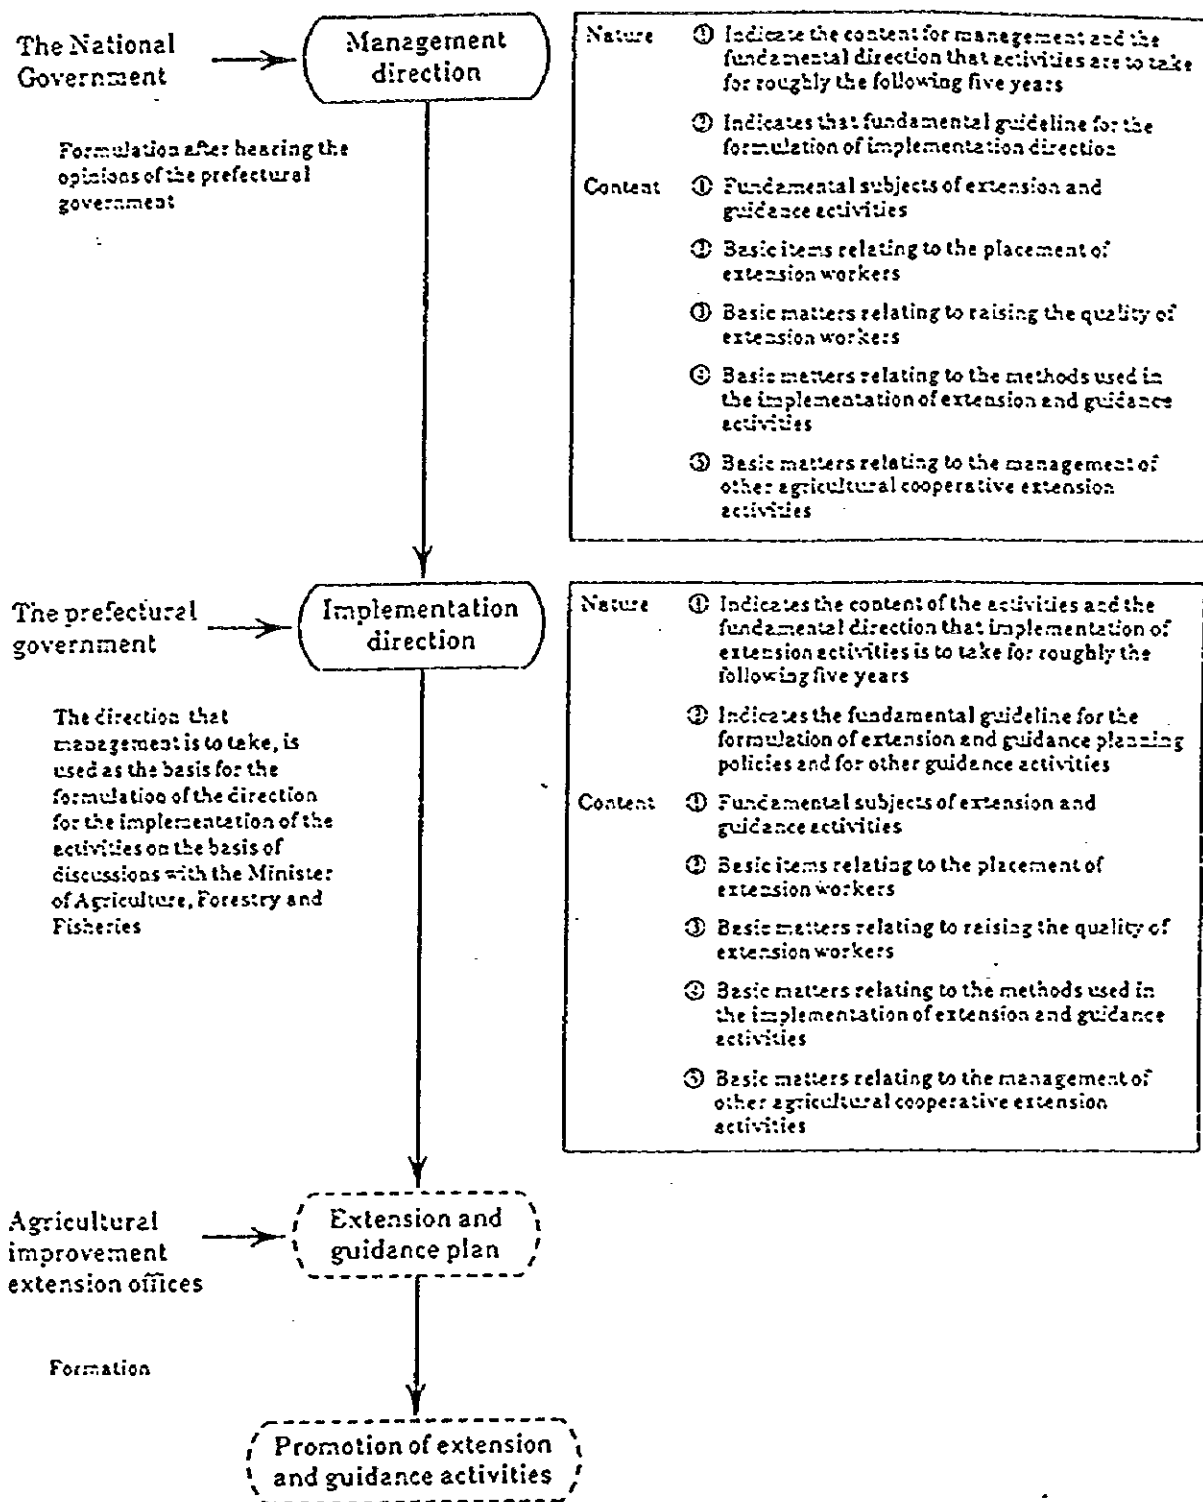 The National
Government
Management
direction
Formulation after hearing the
opinions of the prefectural
government
Nature ① Indicate the content for management and the
fundamental direction that activities are to take
for roughly the following five years
② Indicates that fundamental guideline for the
formulation of implementation direction
Content ① Fundamental subjects of extension and
guidance activities
② Basic items relating to the placement of
extension workers
③ Basic matters relating to raising the quality of
extension workers
④ Basic matters relating to the methods used in
the implementation of extension and guidance
activities
⑤ Basic matters relating to the management of
other agricultural cooperative extension
activities
The prefectural
government
Implementation
direction
The direction that
management is to take, is
used as the basis for the
formulation of the direction
for the implementation of the
activities on the basis of
discussions with the Minister
of Agriculture, Forestry and
Fisheries
Nature ① Indicates the content of the activities and the
fundamental direction that implementation of
extension activities is to take for roughly the
following five years
② Indicates the fundamental guideline for the
formulation of extension and guidance planning
policies and for other guidance activities
Content ① Fundamental subjects of extension and
guidance activities
② Basic items relating to the placement of
extension workers
③ Basic matters relating to raising the quality of
extension workers
④ Basic matters relating to the methods used in
the implementation of extension and guidance
activities
⑤ Basic matters relating to the management of
other agricultural cooperative extension
activities
Agricultural
improvement
extension offices
Extension and
guidance plan
Formation
Promotion of extension
and guidance activities